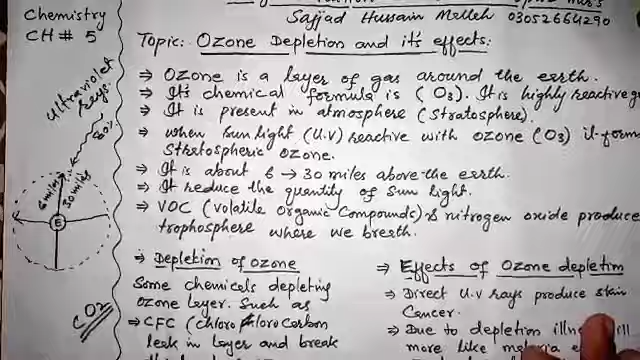 Chemistry
CH # 5
Sajjad Hussain Melleh 03052664290
Topic: Ozone Depletion and it's effects:
Ultraviolet Rays.
80%
6 miles
30 miles
E
CO2
⇒ Ozone is a layer of gas around the earth.
⇒ It's chemical formula is (O3). It is highly reactive
⇒ It is present in atmosphere (Stratosphere).
⇒ when Sun light (U.V) reactive with ozone (O3) it form
Stratospheric Ozone.
⇒ It is about 6 → 30 miles above the earth.
⇒ It reduce the quantity of Sun light.
⇒ VOC (Volatile Organic Compounds) & nitrogen oxide produce
trophosphere where we breath.
⇒ Depletion of ozone
Some chemicals depleting
ozone layer. Such as
⇒ CFC (chloro floro carbon
leak in layer and break
⇒ Effects of Ozone depletim
⇒ Direct U.v rays produce skin
Cancer.
⇒ Due to depletion
more like